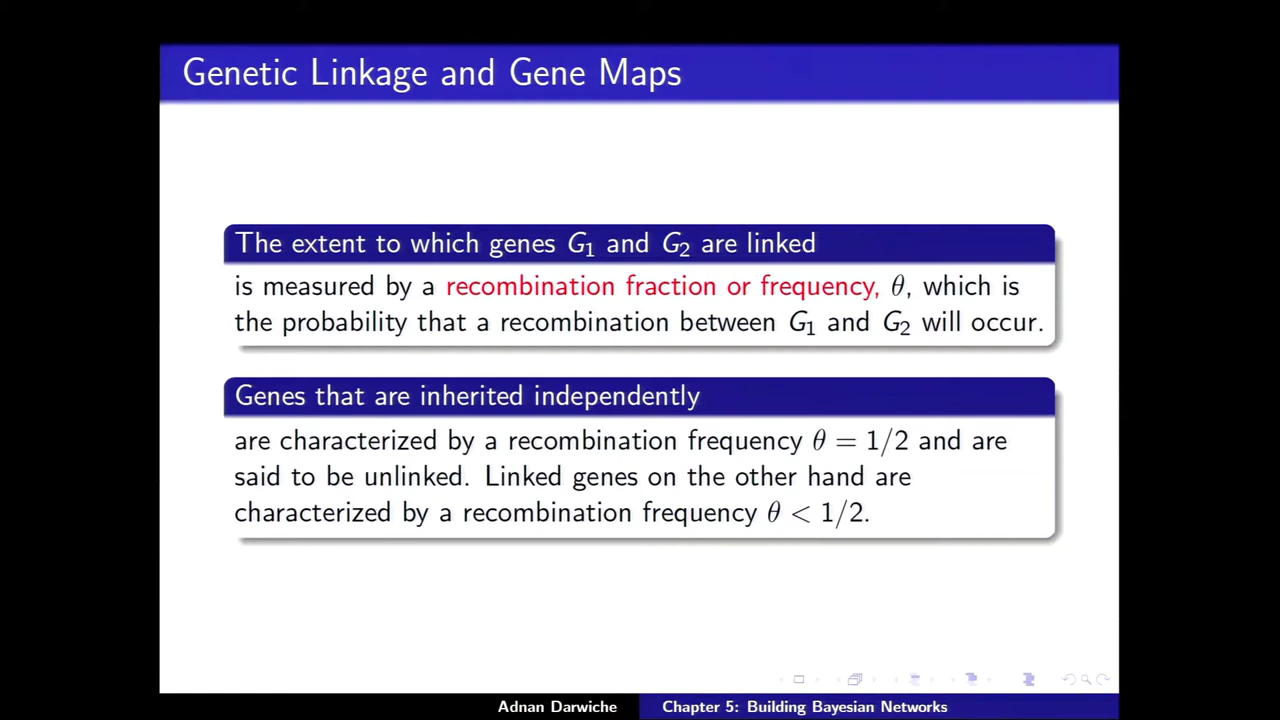 Genetic Linkage and Gene Maps
The extent to which genes G₁ and G₂ are linked
is measured by a recombination fraction or frequency, θ, which is
the probability that a recombination between G₁ and G₂ will occur.
Genes that are inherited independently
are characterized by a recombination frequency θ = 1/2 and are
said to be unlinked. Linked genes on the other hand are
characterized by a recombination frequency θ < 1/2.
Adnan Darwiche Chapter 5: Building Bayesian Networks